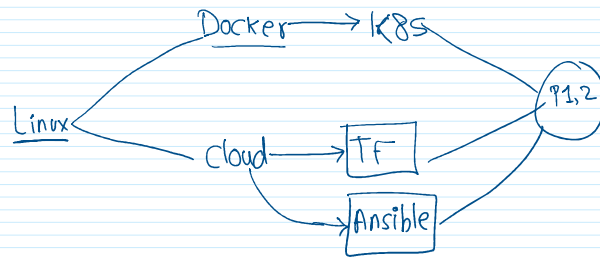 Docker → K8s
P1,2
Linux
Cloud → TF
Ansible